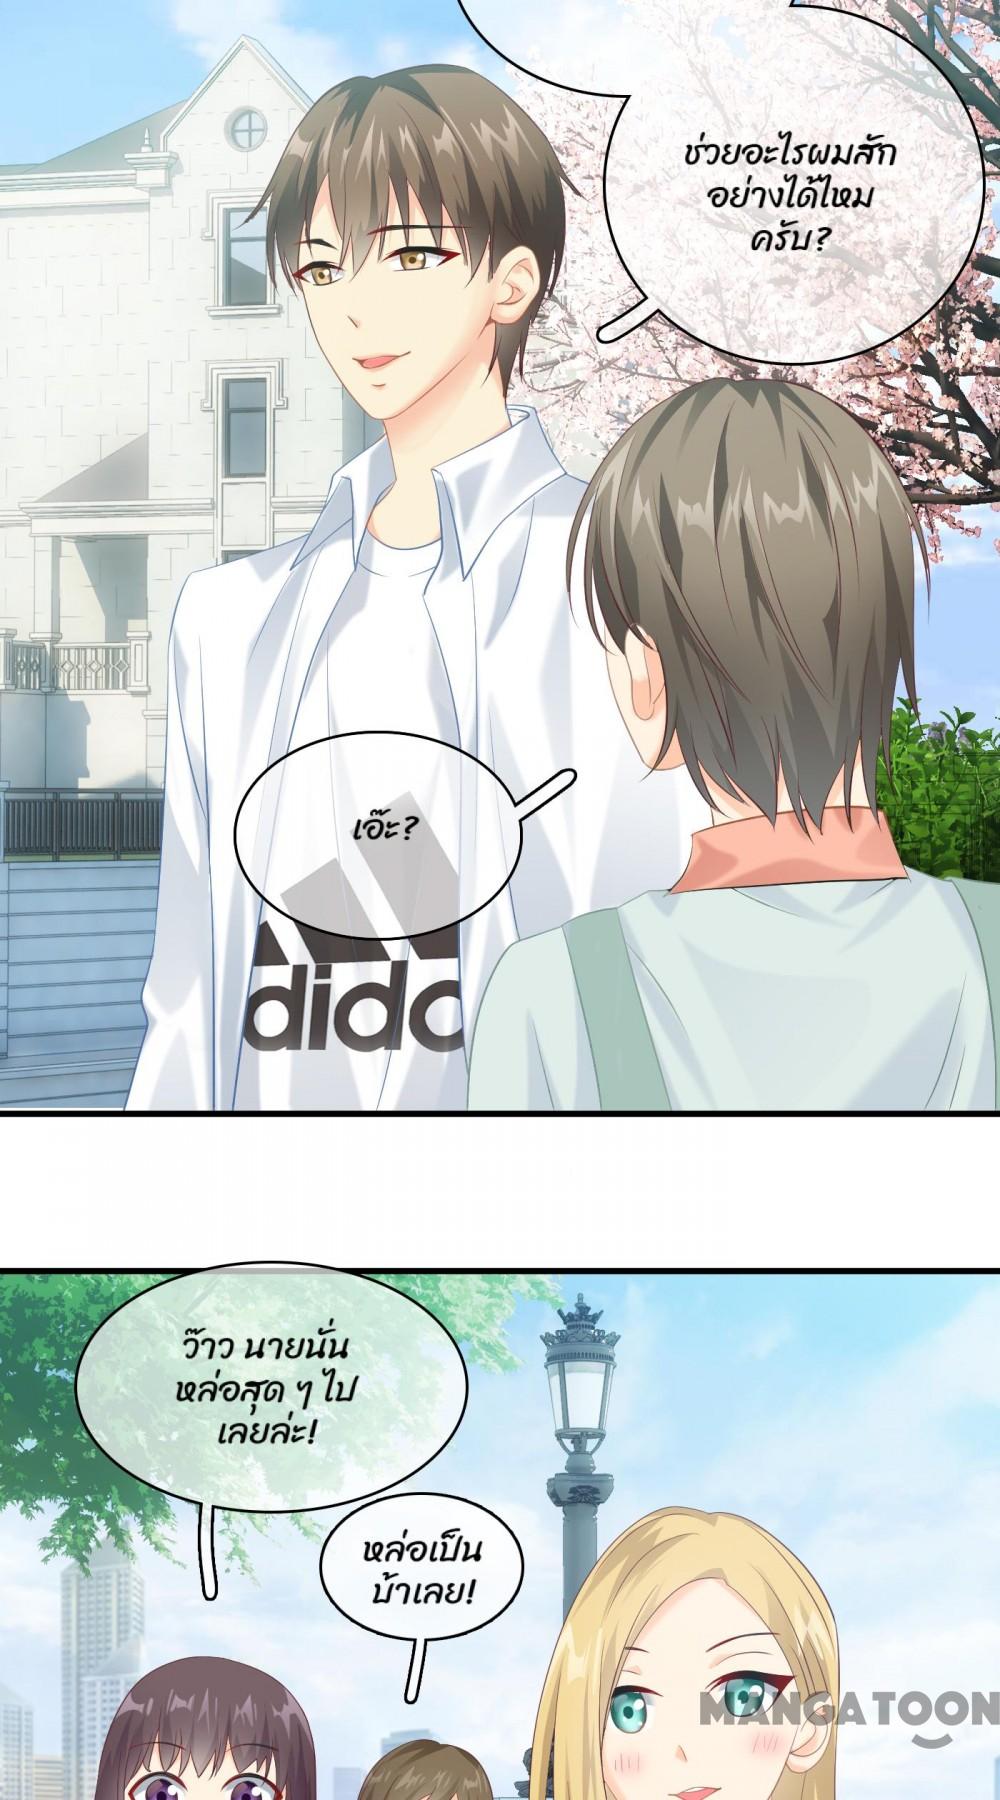 ช่วยอะไรผมสัก
อย่างได้ไหม
ครับ?
เอ๊ะ?
dida
ว๊าว นายนั่น
หล่อสุด ๆ ไป
เลยล่ะ!
หล่อเป็น
บ้าเลย!
MANGATOON